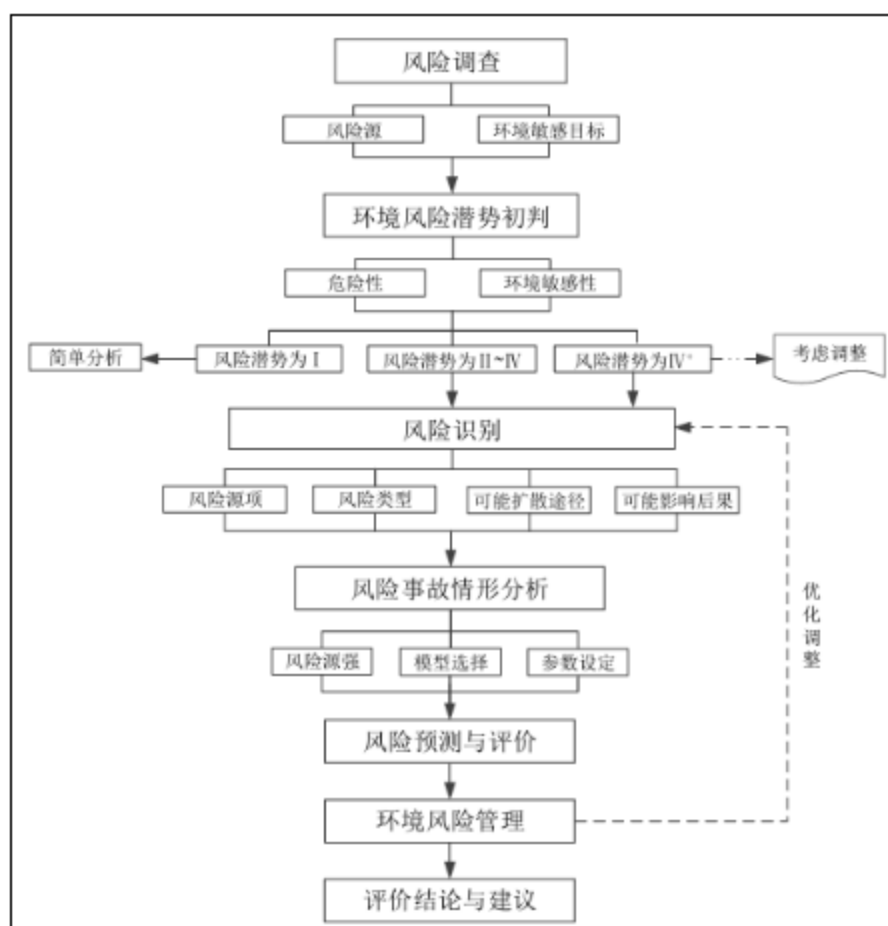 风险调查
风险源
环境敏感目标
环境风险潜势初判
危险性
环境敏感性
简单分析
风险潜势为Ⅰ
风险潜势为Ⅱ~Ⅳ
风险潜势为Ⅳ+
考虑调整
风险识别
风险源项
风险类型
可能扩散途径
可能影响后果
风险事故情形分析
优化调整
风险源强
模型选择
参数设定
风险预测与评价
环境风险管理
评价结论与建议